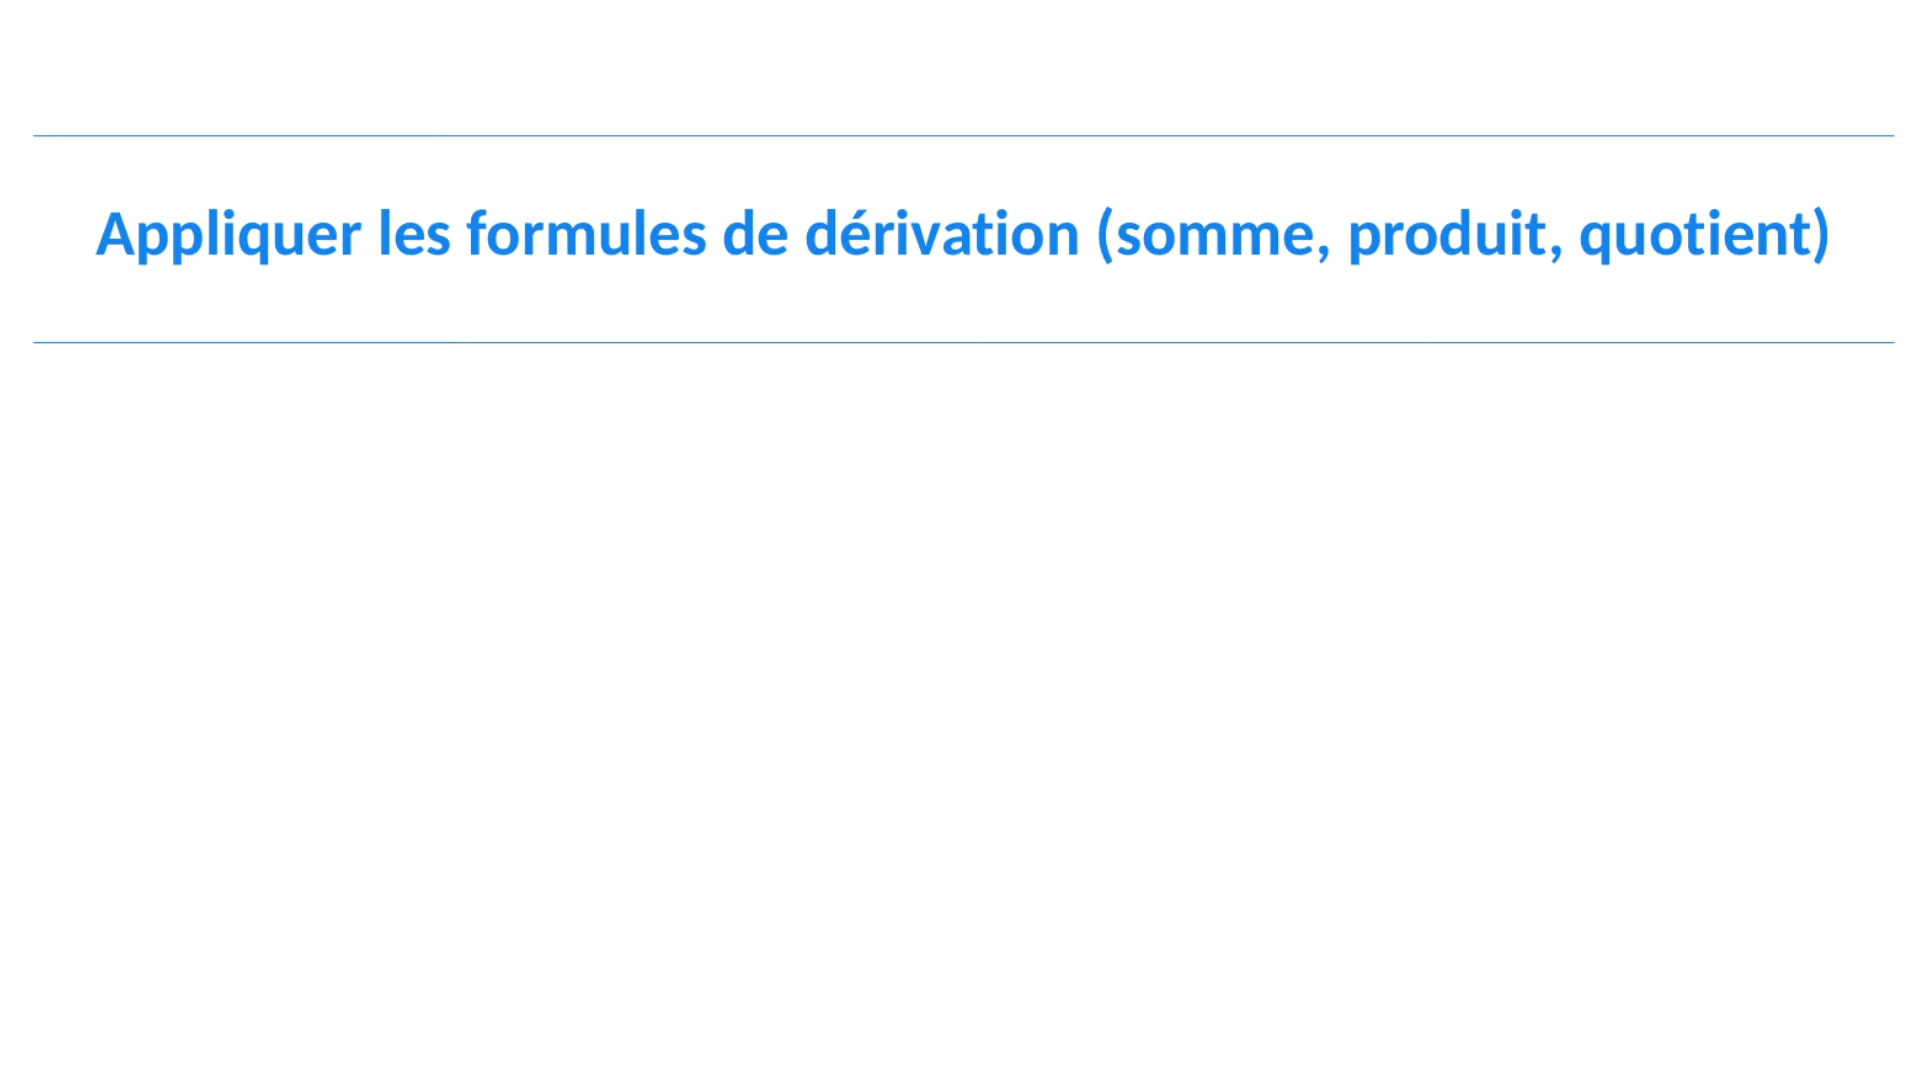 Appliquer les formules de dérivation (somme, produit, quotient)